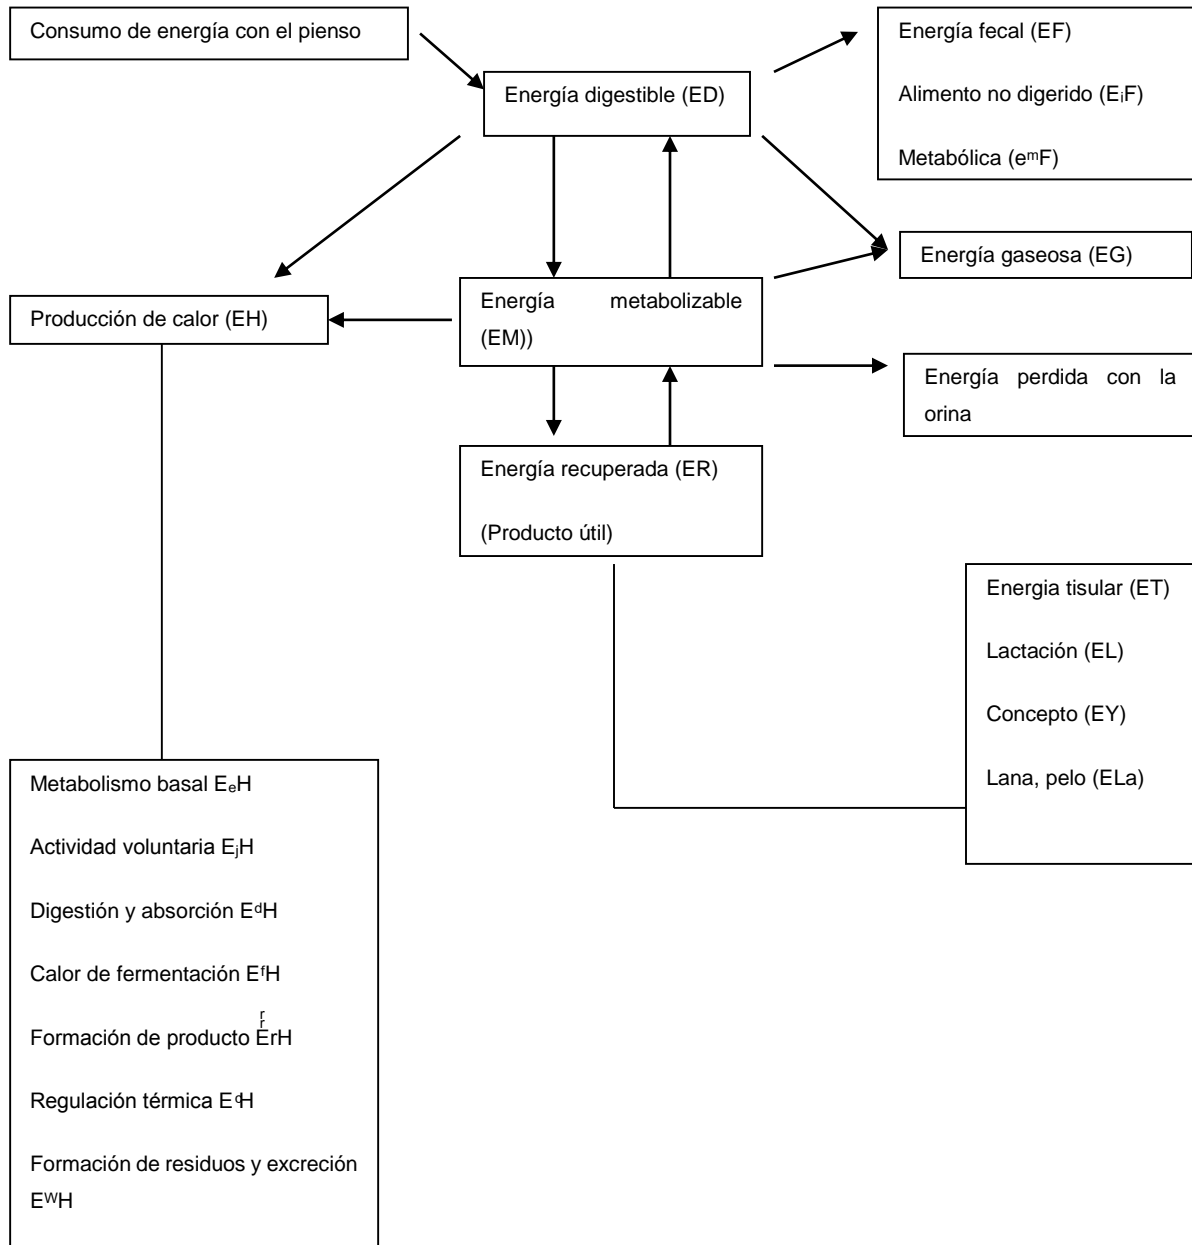 Consumo de energía con el pienso
Energía digestible (ED)
Energía fecal (EF)
Alimento no digerido (EᵢF)
Metabólica (eᵐF)
Energía gaseosa (EG)
Energía metabolizable
(EM))
Producción de calor (EH)
Energía perdida con la
orina
Energía recuperada (ER)
(Producto útil)
Energia tisular (ET)
Lactación (EL)
Concepto (EY)
Lana, pelo (ELa)
Metabolismo basal EₑH
Actividad voluntaria EⱼH
Digestión y absorción EᵈH
Calor de fermentación EᶠH
r
r
Formación de producto ErH
Regulación térmica EᶜH
Formación de residuos y excreción
EᵂH